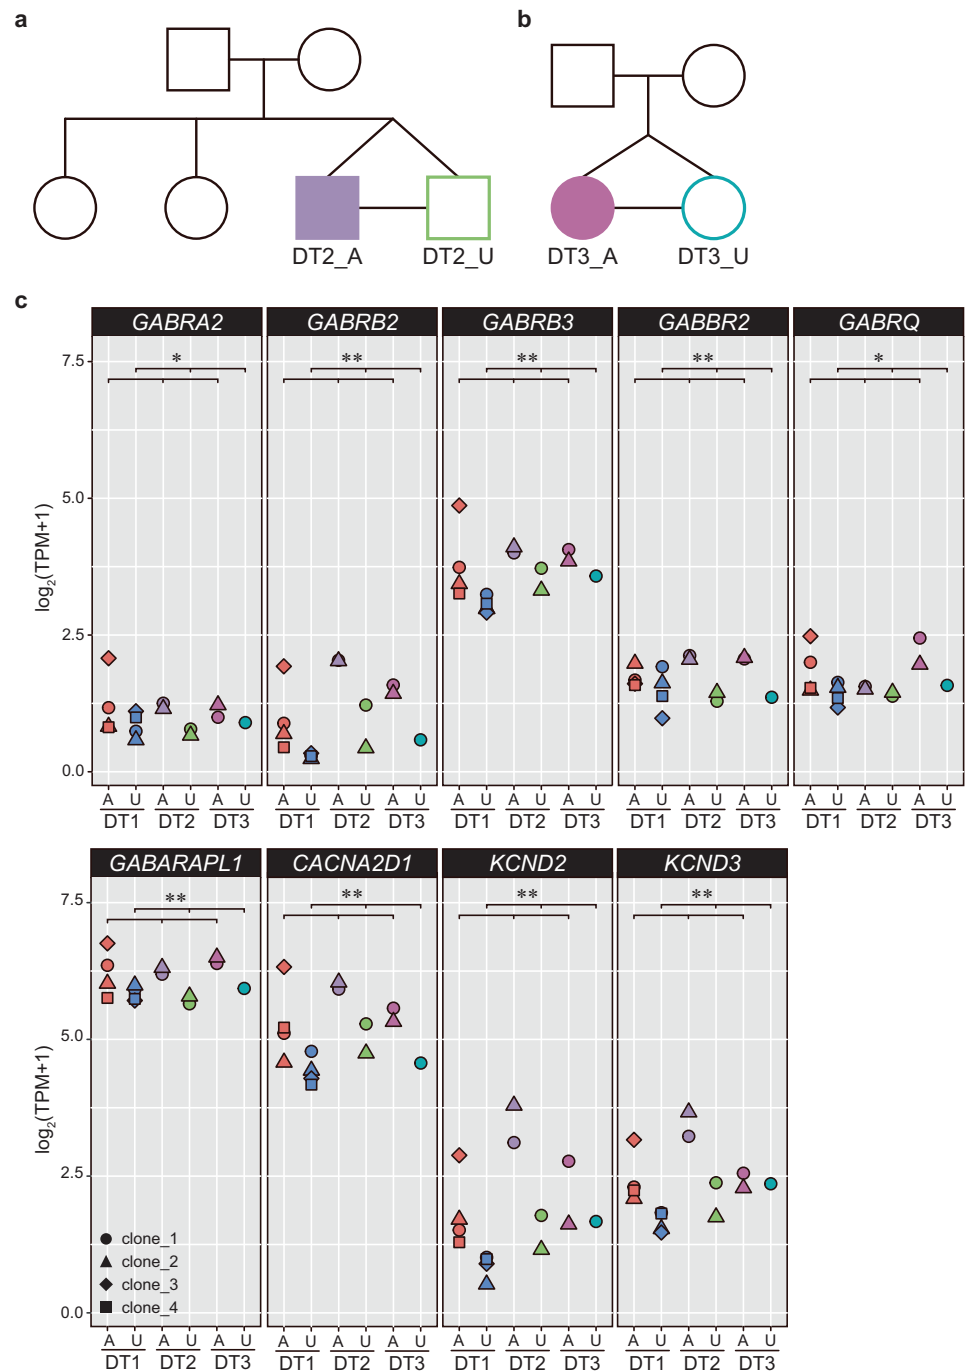 a
b
DT2_A DT2_U DT3_A DT3_U
c
GABRA2 GABRB2 GABRB3 GABBR2 GABRQ
* ** ** ** *
7.5
5.0
2.5
0.0
log2(TPM+1)
A U A U A U A U A U A U A U A U A U A U A U A U A U A U A U
DT1 DT2 DT3 DT1 DT2 DT3 DT1 DT2 DT3 DT1 DT2 DT3 DT1 DT2 DT3
GABARAPL1 CACNA2D1 KCND2 KCND3
** ** ** **
7.5
5.0
2.5
0.0
log2(TPM+1)
clone_1
clone_2
clone_3
clone_4
A U A U A U A U A U A U A U A U A U A U A U A U
DT1 DT2 DT3 DT1 DT2 DT3 DT1 DT2 DT3 DT1 DT2 DT3